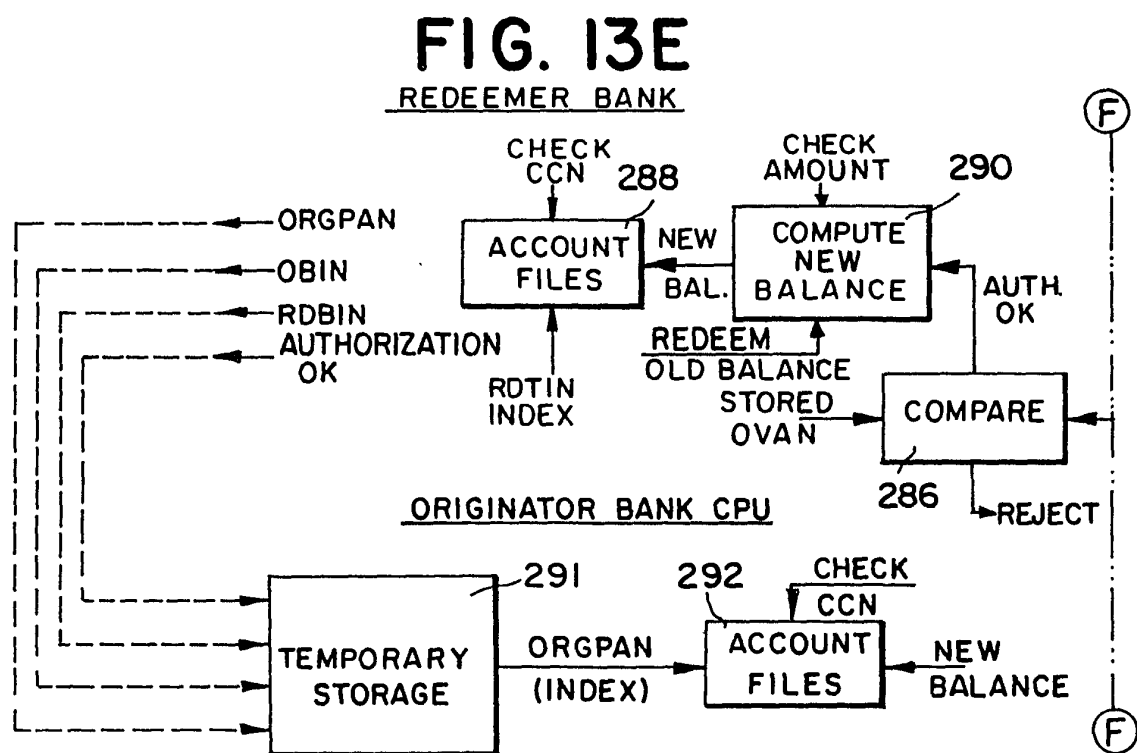 FIG. 13E
REDEEMER BANK
F
CHECK
CCN
288
CHECK
AMOUNT
290
ORGPAN
OBIN
RDBIN
AUTHORIZATION
OK
ACCOUNT
FILES
NEW
BAL.
COMPUTE
NEW
BALANCE
AUTH.
OK
REDEEM
OLD BALANCE
RDTIN
INDEX
STORED
OVAN
COMPARE
286
REJECT
ORIGINATOR BANK CPU
291
292
CHECK
CCN
TEMPORARY
STORAGE
ORGPAN
(INDEX)
ACCOUNT
FILES
NEW
BALANCE
F